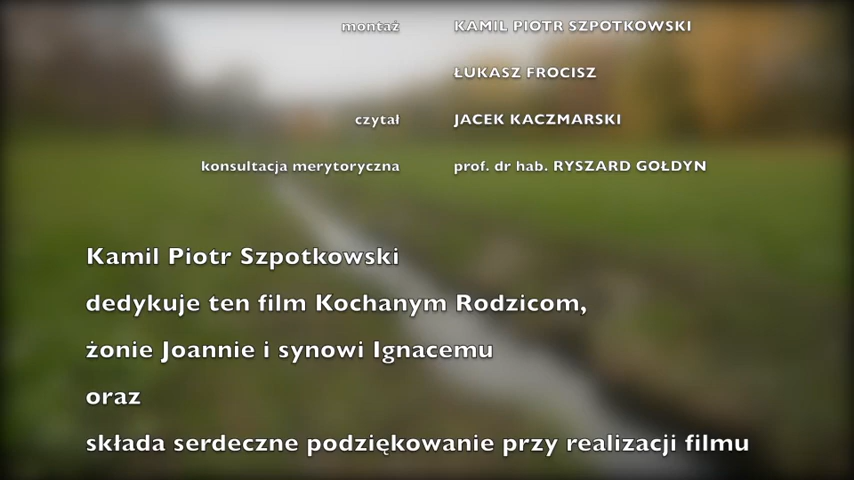 montaż KAMIL PIOTR SZPOTKOWSKI
ŁUKASZ FROCISZ
czytał JACEK KACZMARSKI
konsultacja merytoryczna prof. dr hab. RYSZARD GOŁDYN
Kamil Piotr Szpotkowski
dedykuje ten film Kochanym Rodzicom,
żonie Joannie i synowi Ignacemu
oraz
składa serdeczne podziękowanie przy realizacji filmu